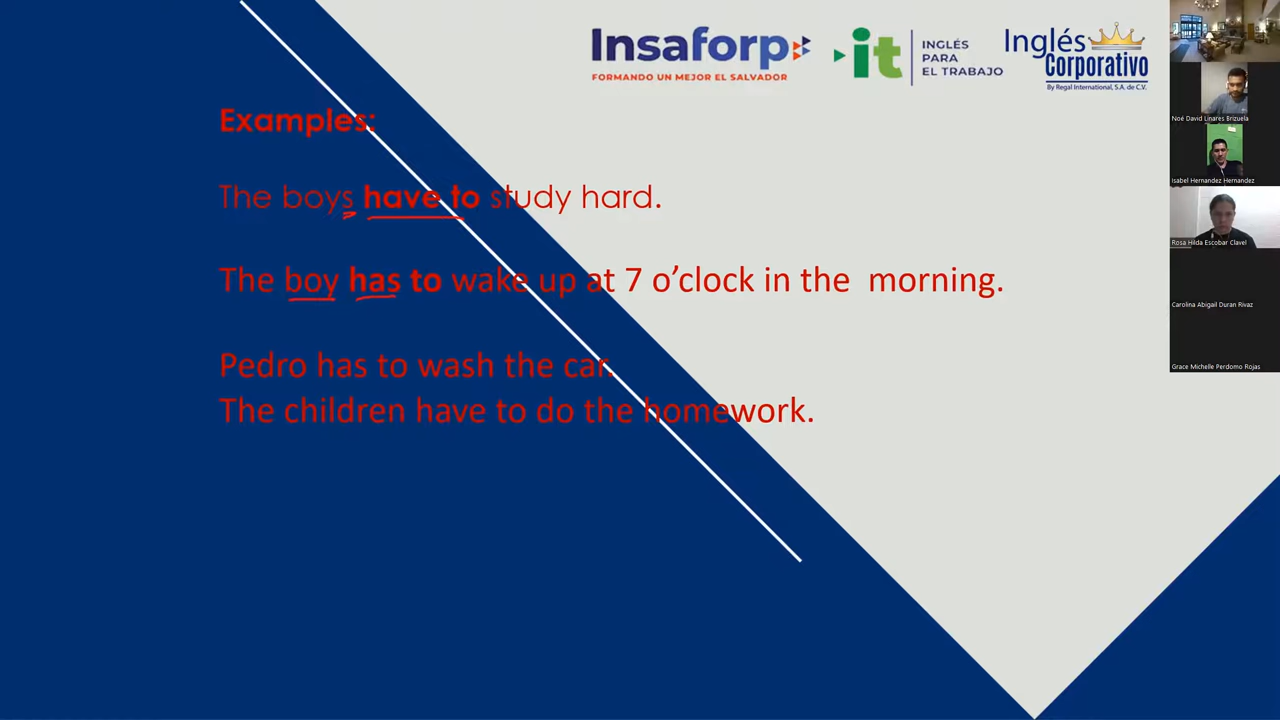 Insaforp
FORMANDO UN MEJOR EL SALVADOR
it
INGLÉS
PARA
EL TRABAJO
Inglés
Corporativo
By Regal International, S.A. de C.V.
Examples:
The boys have to study hard.
The boy has to wake up at 7 o’clock in the morning.
Pedro has to wash the car.
The children have to do the homework.
Noé David Linares Brizuela
Isabel Hernandez Hernandez
Rosa Hilda Escobar Clavel
Carolina Abigail Duran Rivaz
Grace Michelle Perdomo Rojas